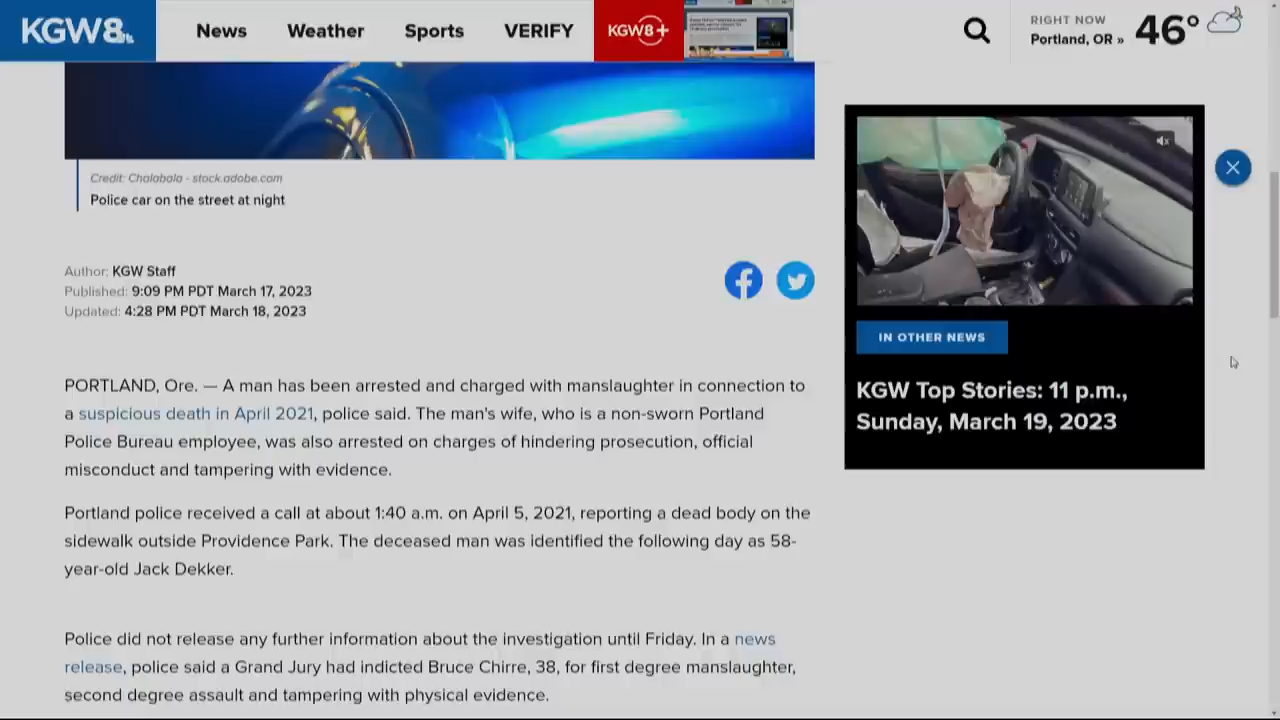 KGW8
News
Weather
Sports
VERIFY
KGW8+
RIGHT NOW
Portland, OR »
46°
Credit: Chalabala - stock.adobe.com
Police car on the street at night
Author: KGW Staff
Published: 9:09 PM PDT March 17, 2023
Updated: 4:28 PM PDT March 18, 2023
IN OTHER NEWS
KGW Top Stories: 11 p.m.,
Sunday, March 19, 2023
PORTLAND, Ore. — A man has been arrested and charged with manslaughter in connection to
a suspicious death in April 2021, police said. The man's wife, who is a non-sworn Portland
Police Bureau employee, was also arrested on charges of hindering prosecution, official
misconduct and tampering with evidence.
Portland police received a call at about 1:40 a.m. on April 5, 2021, reporting a dead body on the
sidewalk outside Providence Park. The deceased man was identified the following day as 58-
year-old Jack Dekker.
Police did not release any further information about the investigation until Friday. In a news
release, police said a Grand Jury had indicted Bruce Chirre, 38, for first degree manslaughter,
second degree assault and tampering with physical evidence.